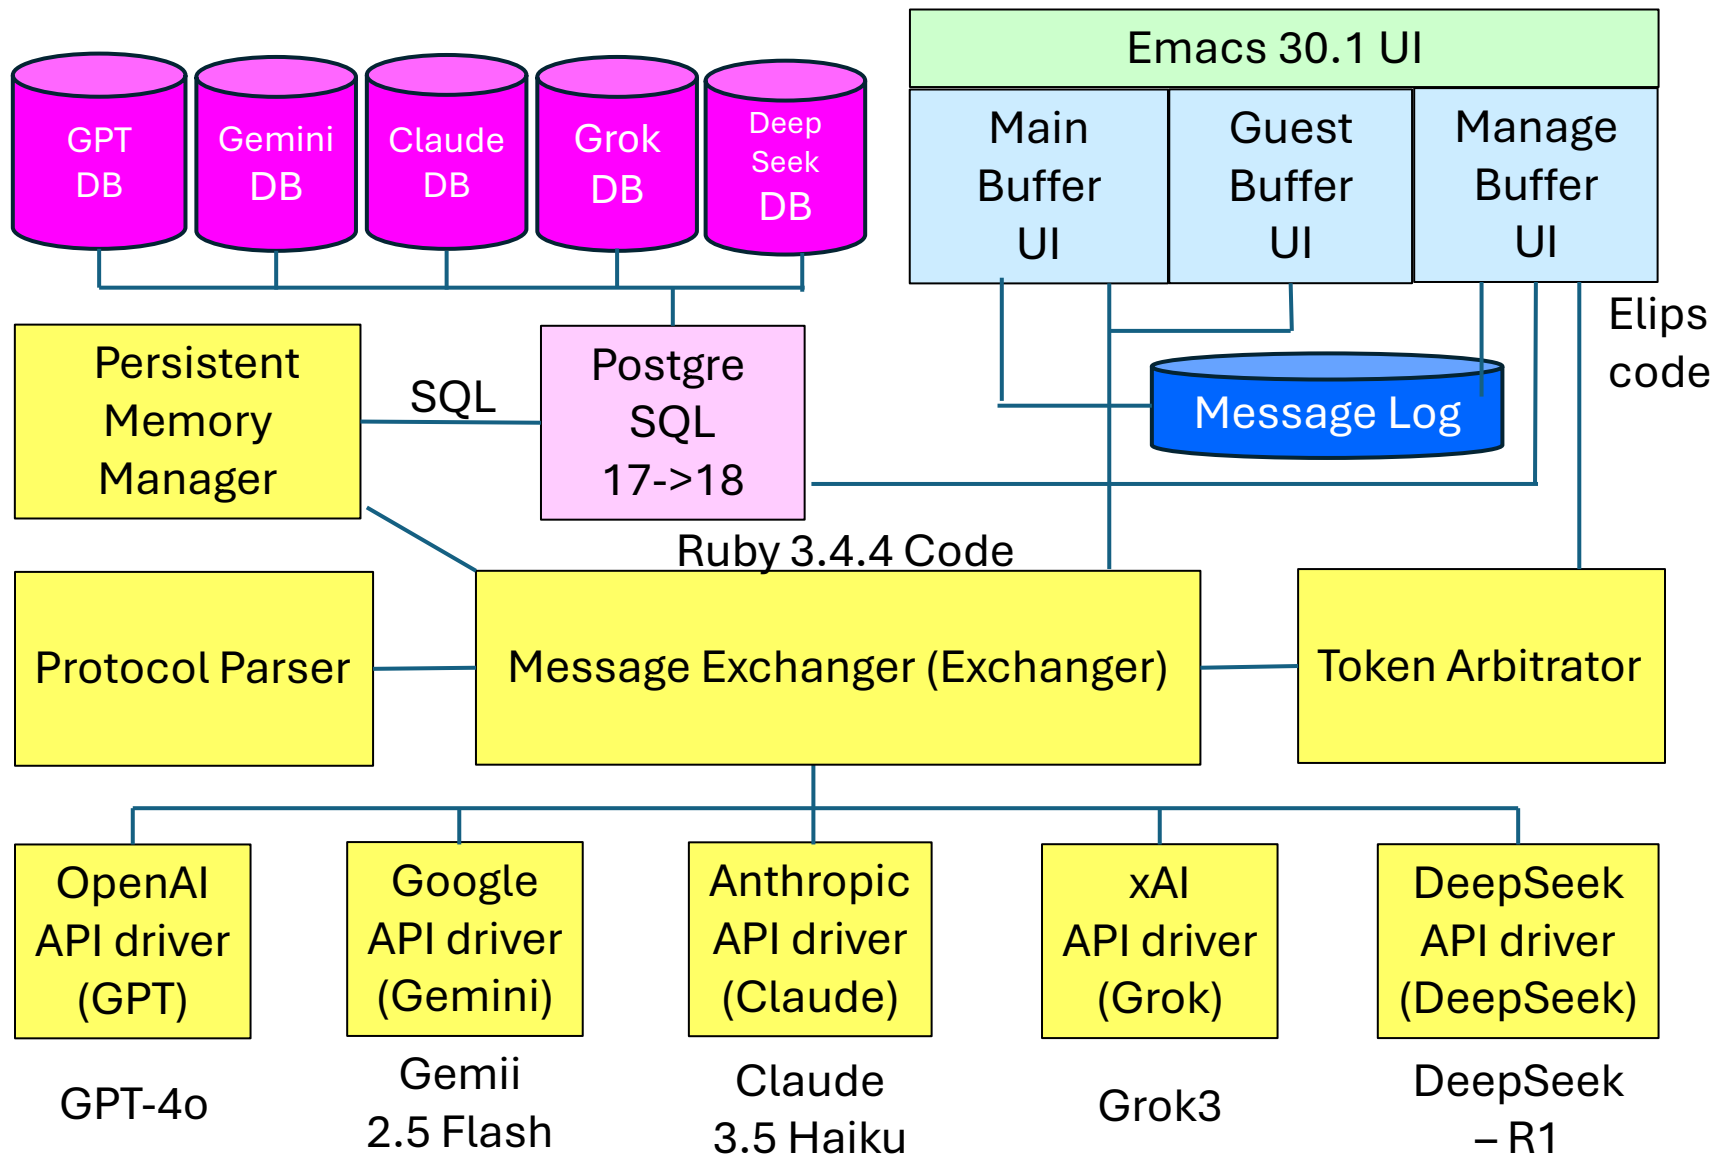 Emacs 30.1 UI
GPT
DB
Gemini
DB
Claude
DB
Grok
DB
Deep
Seek
DB
Main
Buffer
UI
Guest
Buffer
UI
Manage
Buffer
UI
Elips
code
Persistent
Memory
Manager
SQL
Postgre
SQL
17->18
Message Log
Ruby 3.4.4 Code
Protocol Parser
Message Exchanger (Exchanger)
Token Arbitrator
OpenAI
API driver
(GPT)
Google
API driver
(Gemini)
Anthropic
API driver
(Claude)
xAI
API driver
(Grok)
DeepSeek
API driver
(DeepSeek)
GPT-4o
Gemii
2.5 Flash
Claude
3.5 Haiku
Grok3
DeepSeek
– R1